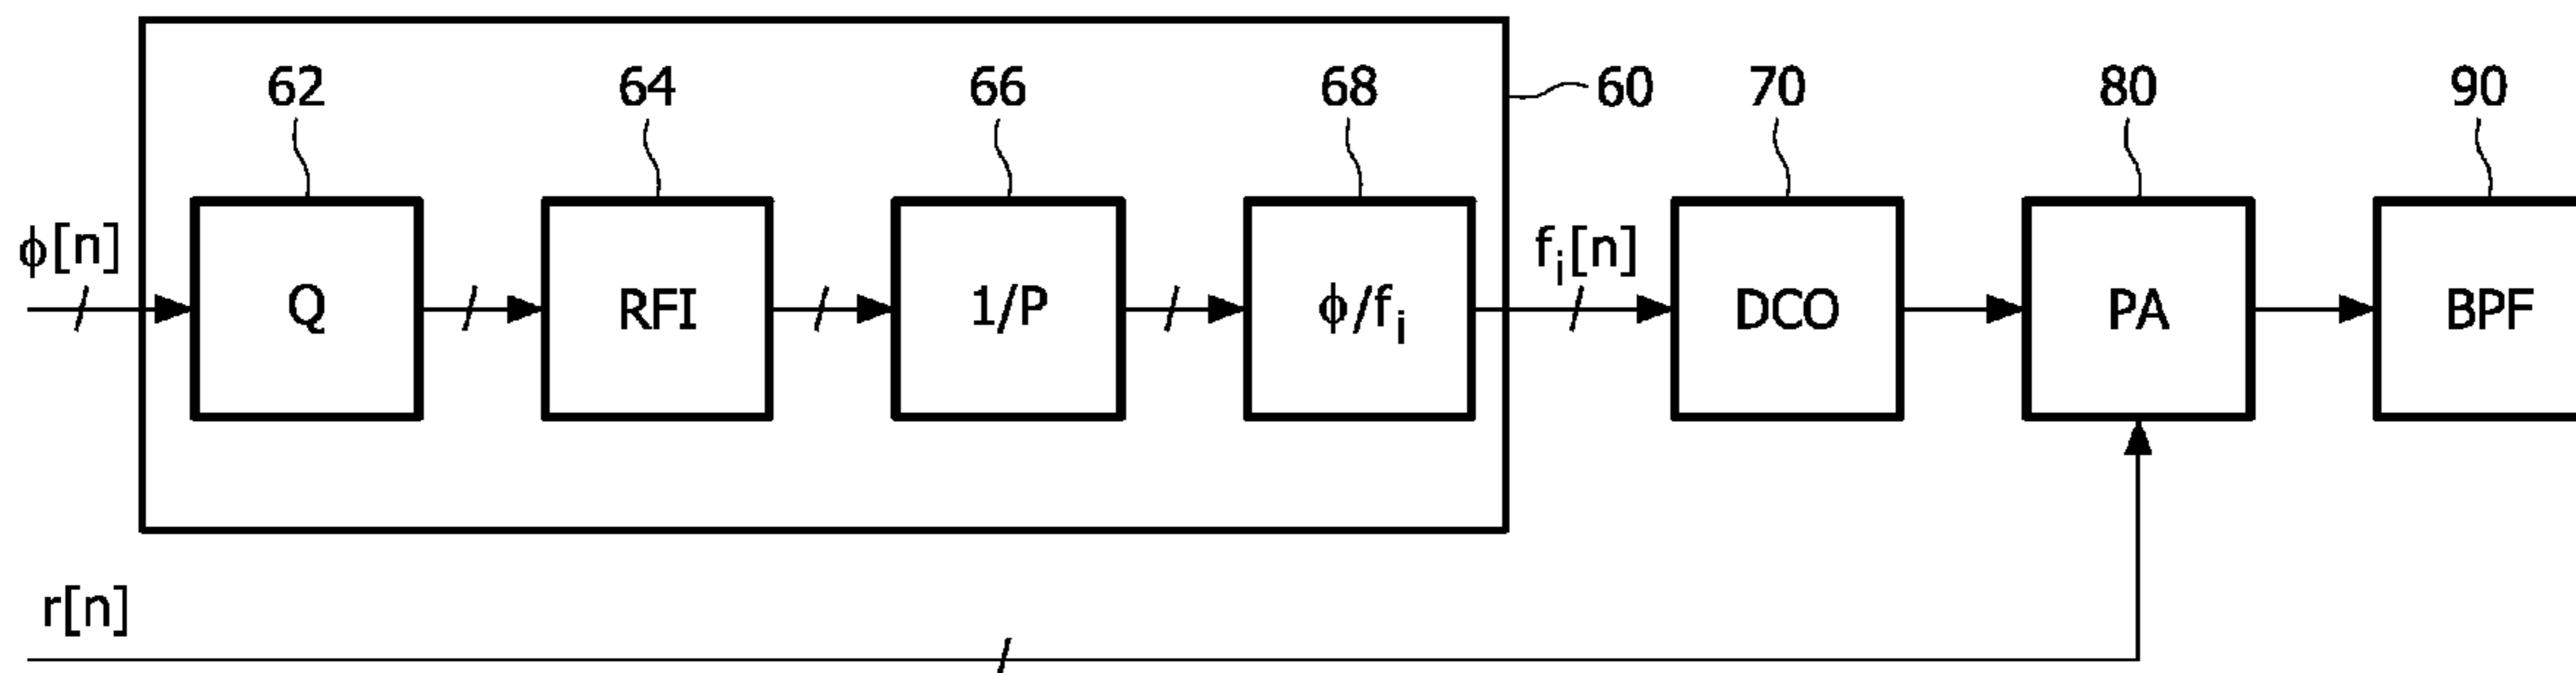 62 64 66 68 60 70 80 90
ϕ[n] fᵢ[n]
Q RFI 1/P ϕ/fᵢ DCO PA BPF
r[n]